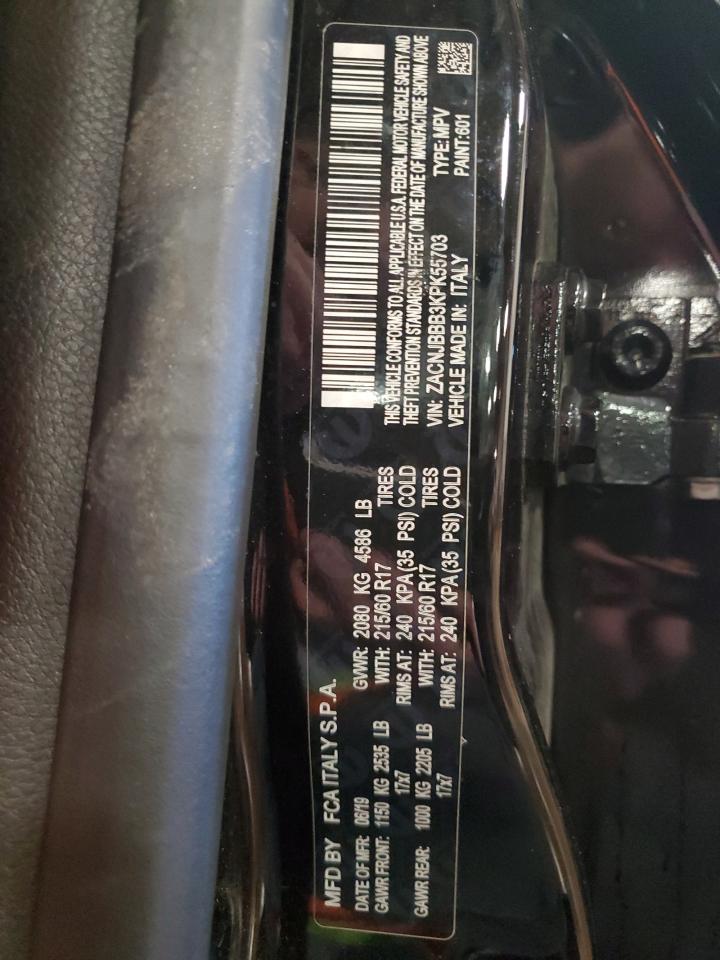 MFD BY FCA ITALY S.P.A.
DATE OF MFR: 06/19 GVWR: 2080 KG 4586 LB
GAWR FRONT: 1150 KG 2535 LB WITH: 215/60 R17 TIRES
17x7 RIMS AT: 240 KPA(35 PSI) COLD
GAWR REAR: 1000 KG 2205 LB WITH: 215/60 R17 TIRES
17x7 RIMS AT: 240 KPA(35 PSI) COLD
THIS VEHICLE CONFORMS TO ALL APPLICABLE U.S.A. FEDERAL MOTOR VEHICLE SAFETY AND
THEFT PREVENTION STANDARDS IN EFFECT ON THE DATE OF MANUFACTURE SHOWN ABOVE
VIN: ZACNJBBB3KPK55703 TYPE: MPV
VEHICLE MADE IN: ITALY PAINT: 601